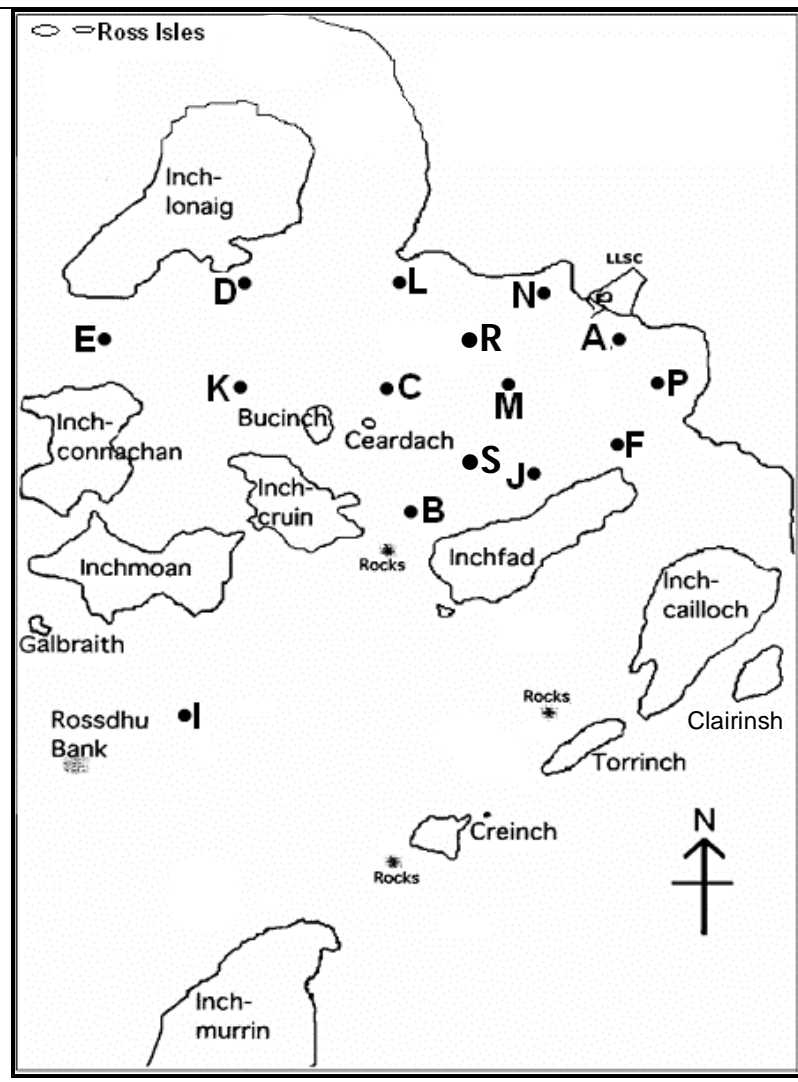 Ross Isles
Inch-
lonaig
LLSC
D
L
N
E
R
A
K
C
M
P
Bucinch
Ceardach
Inch-
connachan
F
S
J
Inch-
cruin
B
Rocks
Inchfad
Inchmoan
Inch-
cailloch
Galbraith
Rocks
I
Rossdhu
Bank
Clairinsh
Torrinch
N
Creinch
Rocks
Inch-
murrin